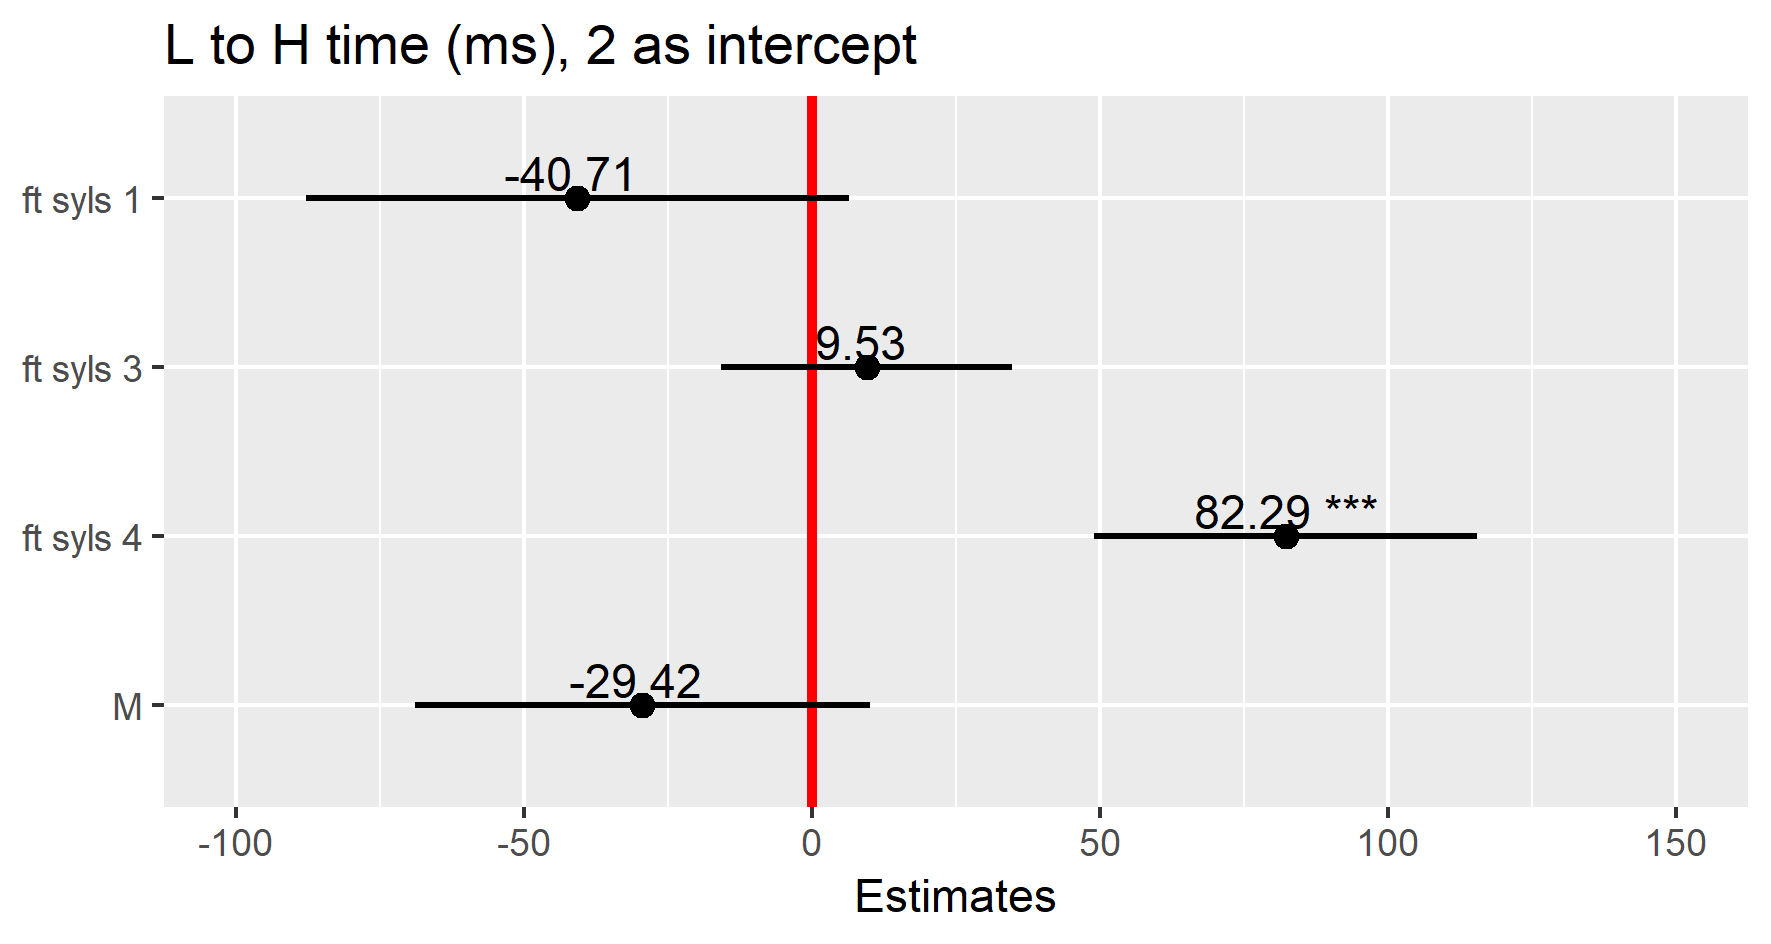 L to H time (ms), 2 as intercept
ft syls 1
-40.71
ft syls 3
9.53
ft syls 4
82.29 ***
M
-29.42
-100 -50 0 50 100 150
Estimates